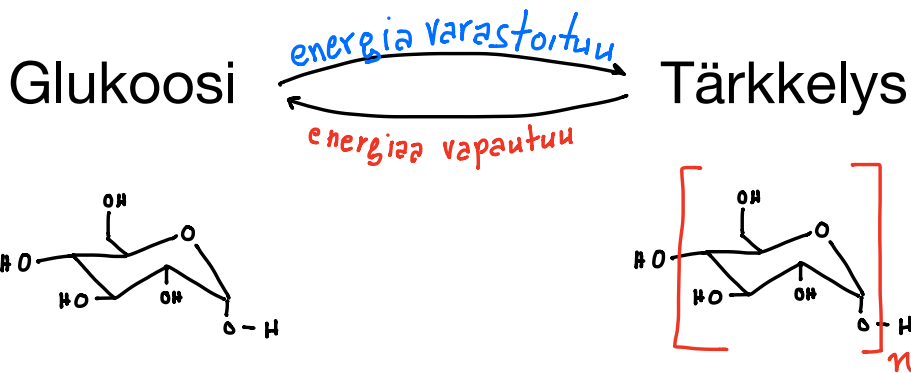 energia varastoituu
Glukoosi
Tärkkelys
energiaa vapautuu
OH
O
HO
HO
OH
O-H
OH
O
HO
HO
OH
O-H
n